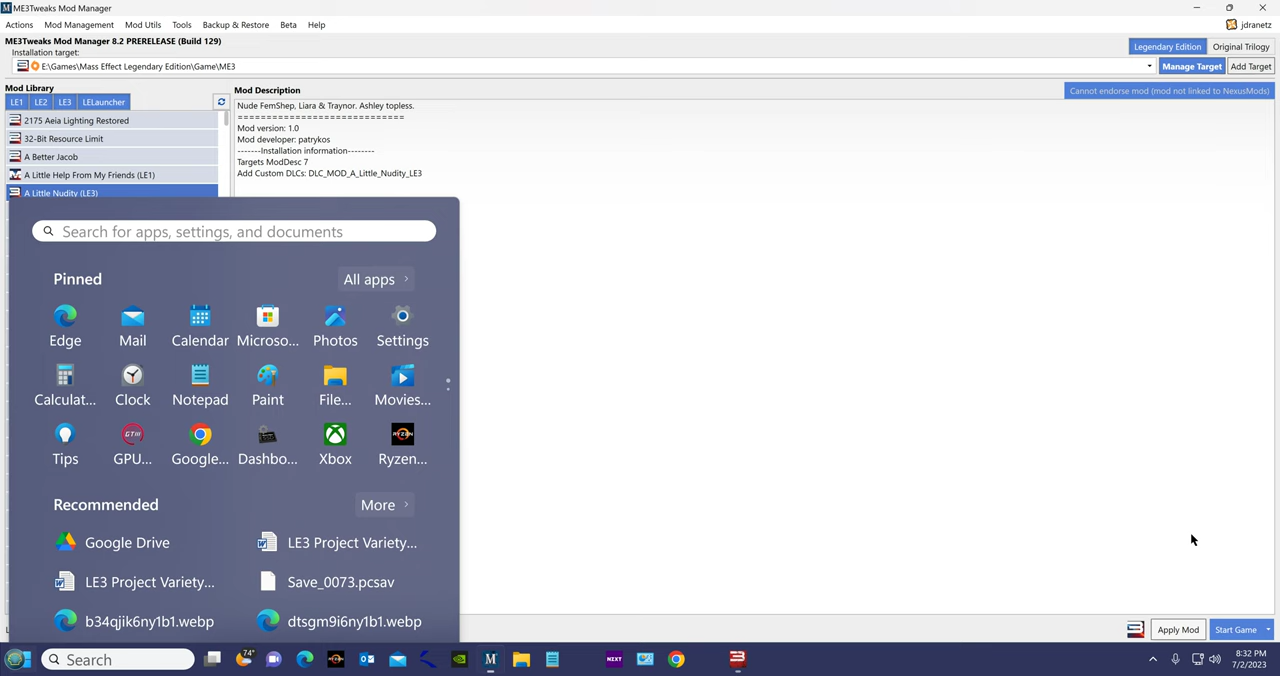 ME3Tweaks Mod Manager
Actions Mod Management Mod Utils Tools Backup & Restore Beta Help jdranetz
ME3Tweaks Mod Manager 8.2 PRERELEASE (Build 129)
Legendary Edition Original Trilogy
Installation target:
E:\Games\Mass Effect Legendary Edition\Game\ME3 Manage Target Add Target
Mod Library
LE1 LE2 LE3 LELauncher
2175 Aeia Lighting Restored
32-Bit Resource Limit
A Better Jacob
A Little Help From My Friends (LE1)
A Little Nudity (LE3)
Mod Description
Cannot endorse mod (mod not linked to NexusMods)
Nude FemShep, Liara & Traynor. Ashley topless.
============================
Mod version: 1.0
Mod developer: patrykos
-------Installation information--------
Targets ModDesc 7
Add Custom DLCs: DLC_MOD_A_Little_Nudity_LE3
Search for apps, settings, and documents
Pinned All apps >
Edge Mail Calendar Microso... Photos Settings
Calculat... Clock Notepad Paint File... Movies...
GTM RYZEN
Tips GPU... Google... Dashbo... Xbox Ryzen...
Recommended More >
Google Drive LE3 Project Variety...
LE3 Project Variety... Save_0073.pcsav
b34qjik6ny1b1.webp dtsgm9i6ny1b1.webp
Apply Mod Start Game
Search 74° NEXT 8:32 PM
7/2/2023